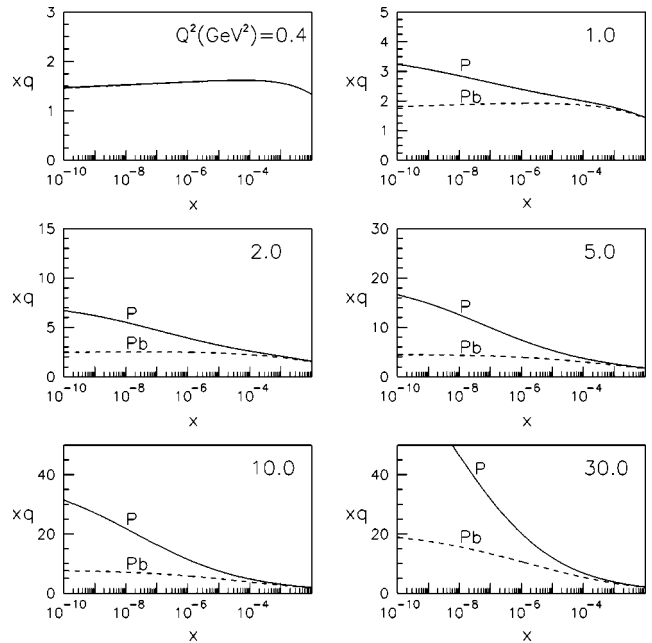 3
2
1
0
xq
Q²(GeV²)=0.4
10⁻¹⁰ 10⁻⁸ 10⁻⁶ 10⁻⁴
x
5
4
3
2
1
0
xq
1.0
P
Pb
10⁻¹⁰ 10⁻⁸ 10⁻⁶ 10⁻⁴
x
15
10
5
0
xq
2.0
P
Pb
10⁻¹⁰ 10⁻⁸ 10⁻⁶ 10⁻⁴
x
30
20
10
0
xq
5.0
P
Pb
10⁻¹⁰ 10⁻⁸ 10⁻⁶ 10⁻⁴
x
40
20
0
xq
10.0
P
Pb
10⁻¹⁰ 10⁻⁸ 10⁻⁶ 10⁻⁴
x
40
20
0
xq
30.0
P
Pb
10⁻¹⁰ 10⁻⁸ 10⁻⁶ 10⁻⁴
x